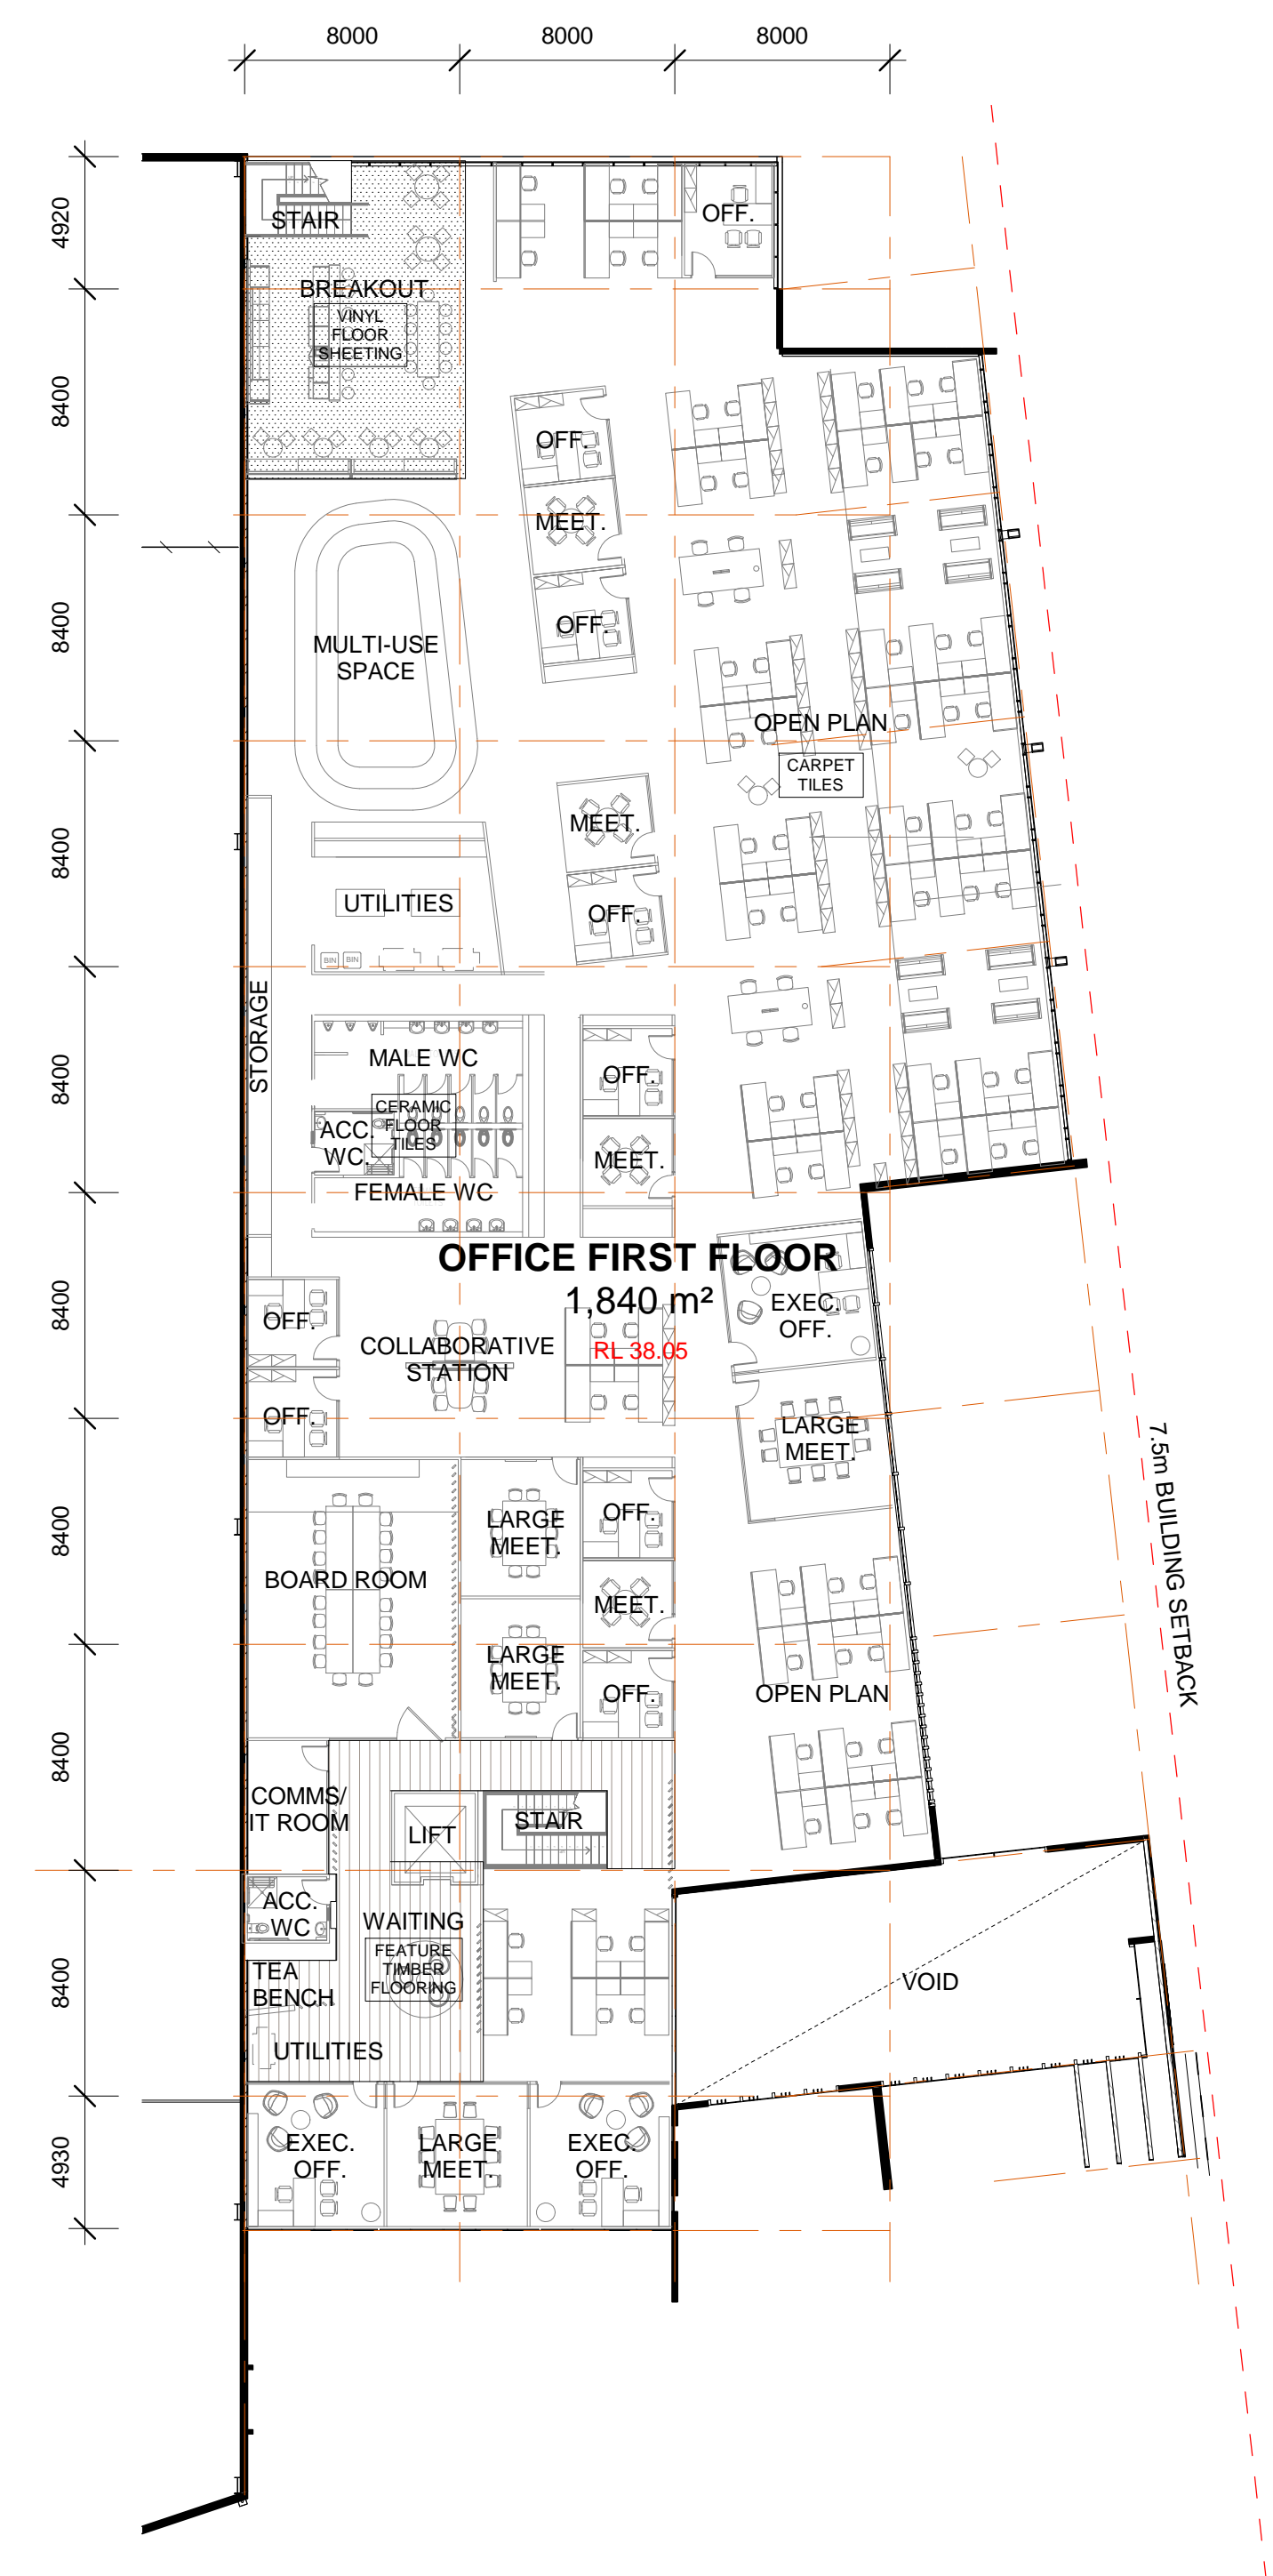 8000
8000
8000
4920
8400
8400
8400
8400
8400
8400
8400
8400
4930
STAIR
OFF.
BREAKOUT
VINYL
FLOOR
SHEETING
OFF.
MEET.
OFF.
MULTI-USE
SPACE
OPEN PLAN
CARPET
TILES
MEET.
OFF.
UTILITIES
BIN
BIN
STORAGE
MALE WC
CERAMIC
FLOOR
TILES
ACC.
WC.
FEMALE WC
OFF.
MEET.
OFFICE FIRST FLOOR
1,840 m²
RL 38.05
EXEC.
OFF.
OFF.
COLLABORATIVE
STATION
OFF.
LARGE
MEET.
7.5m BUILDING SETBACK
LARGE
MEET.
OFF.
BOARD ROOM
MEET.
LARGE
MEET.
OFF.
OPEN PLAN
COMMS/
IT ROOM
LIFT
STAIR
ACC.
WC
WAITING
FEATURE
TIMBER
FLOORING
TEA
BENCH
VOID
UTILITIES
EXEC.
OFF.
LARGE
MEET.
EXEC.
OFF.